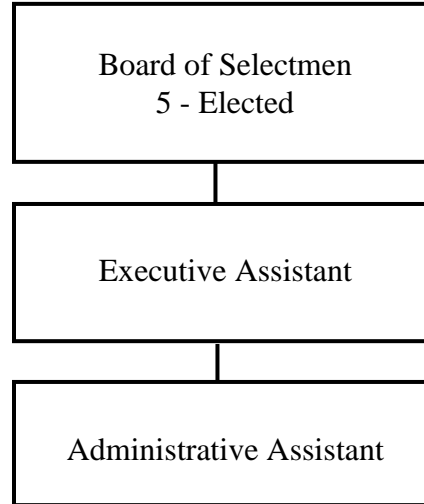 Board of Selectmen
5 - Elected
Executive Assistant
Administrative Assistant